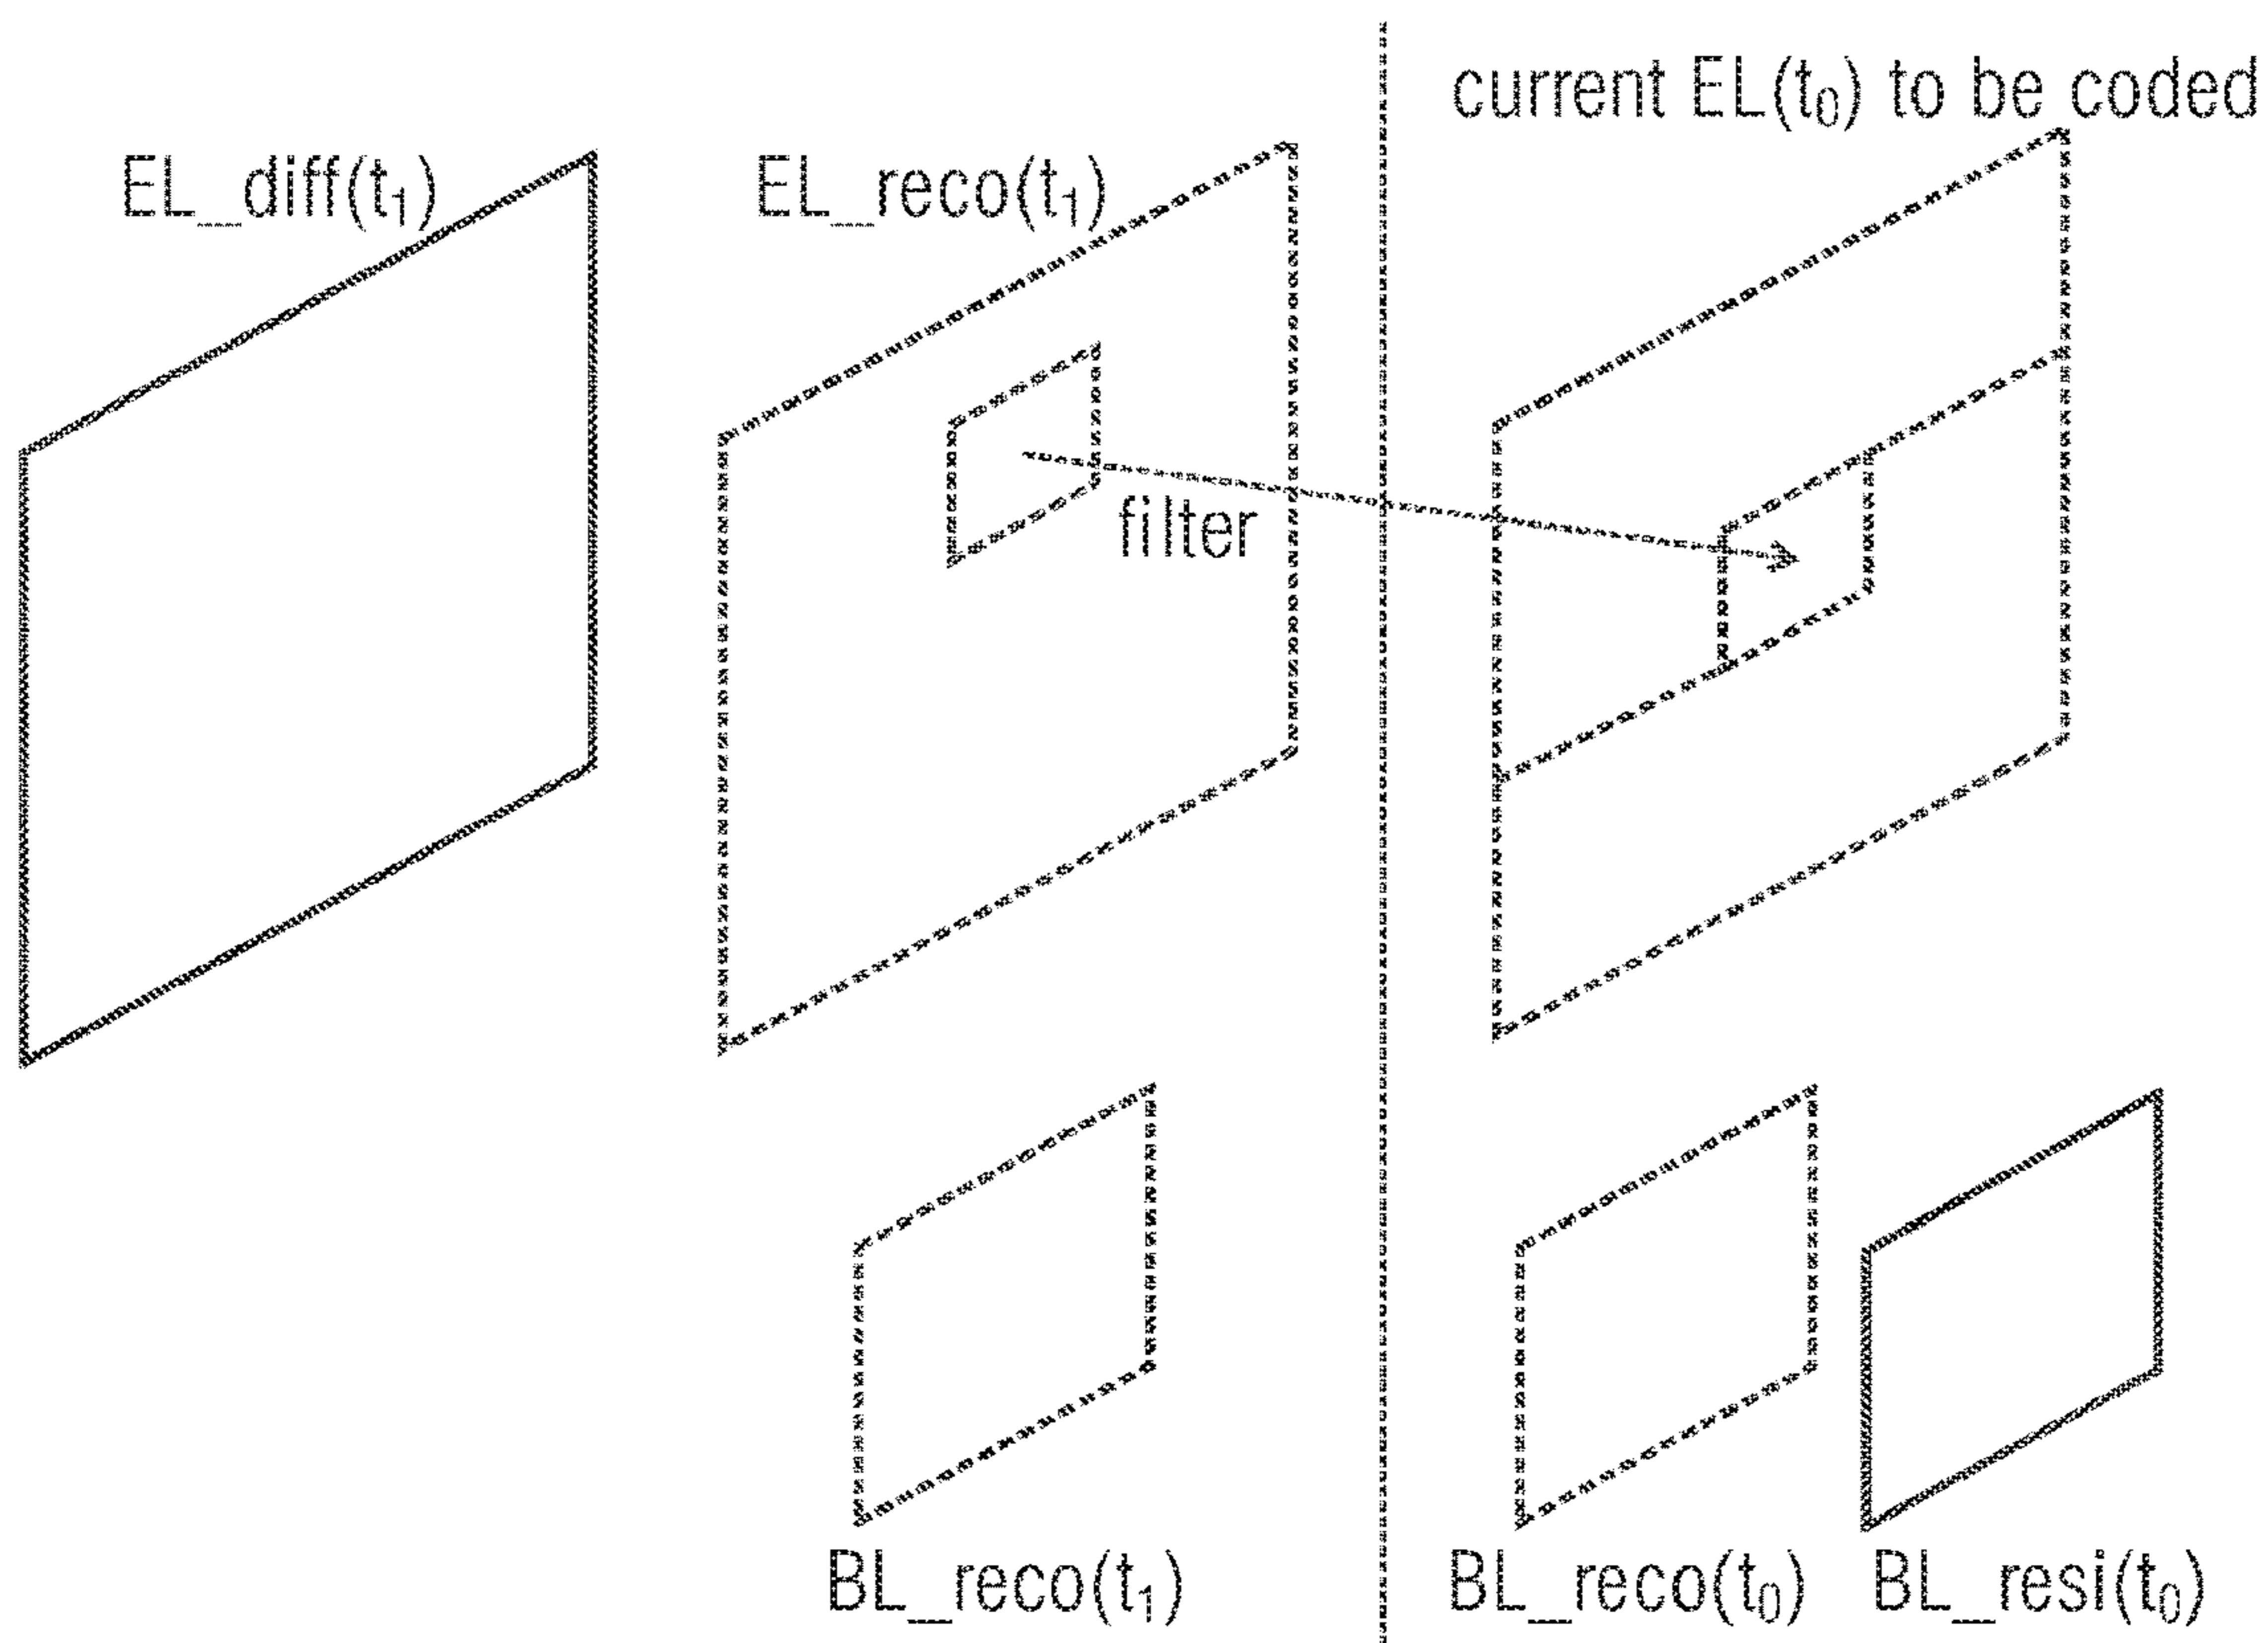 current EL(t₀) to be coded
EL_diff(t₁)
EL_reco(t₁)
filter
BL_reco(t₁)
BL_reco(t₀)
BL_resi(t₀)